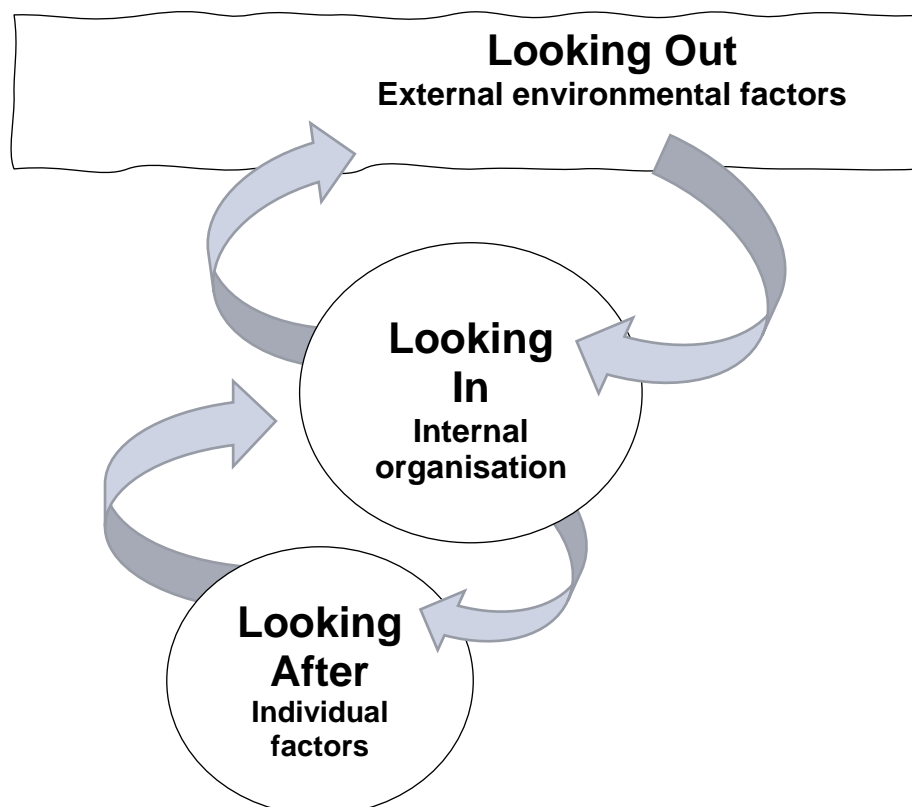 Looking Out
External environmental factors
Looking
In
Internal
organisation
Looking
After
Individual
factors